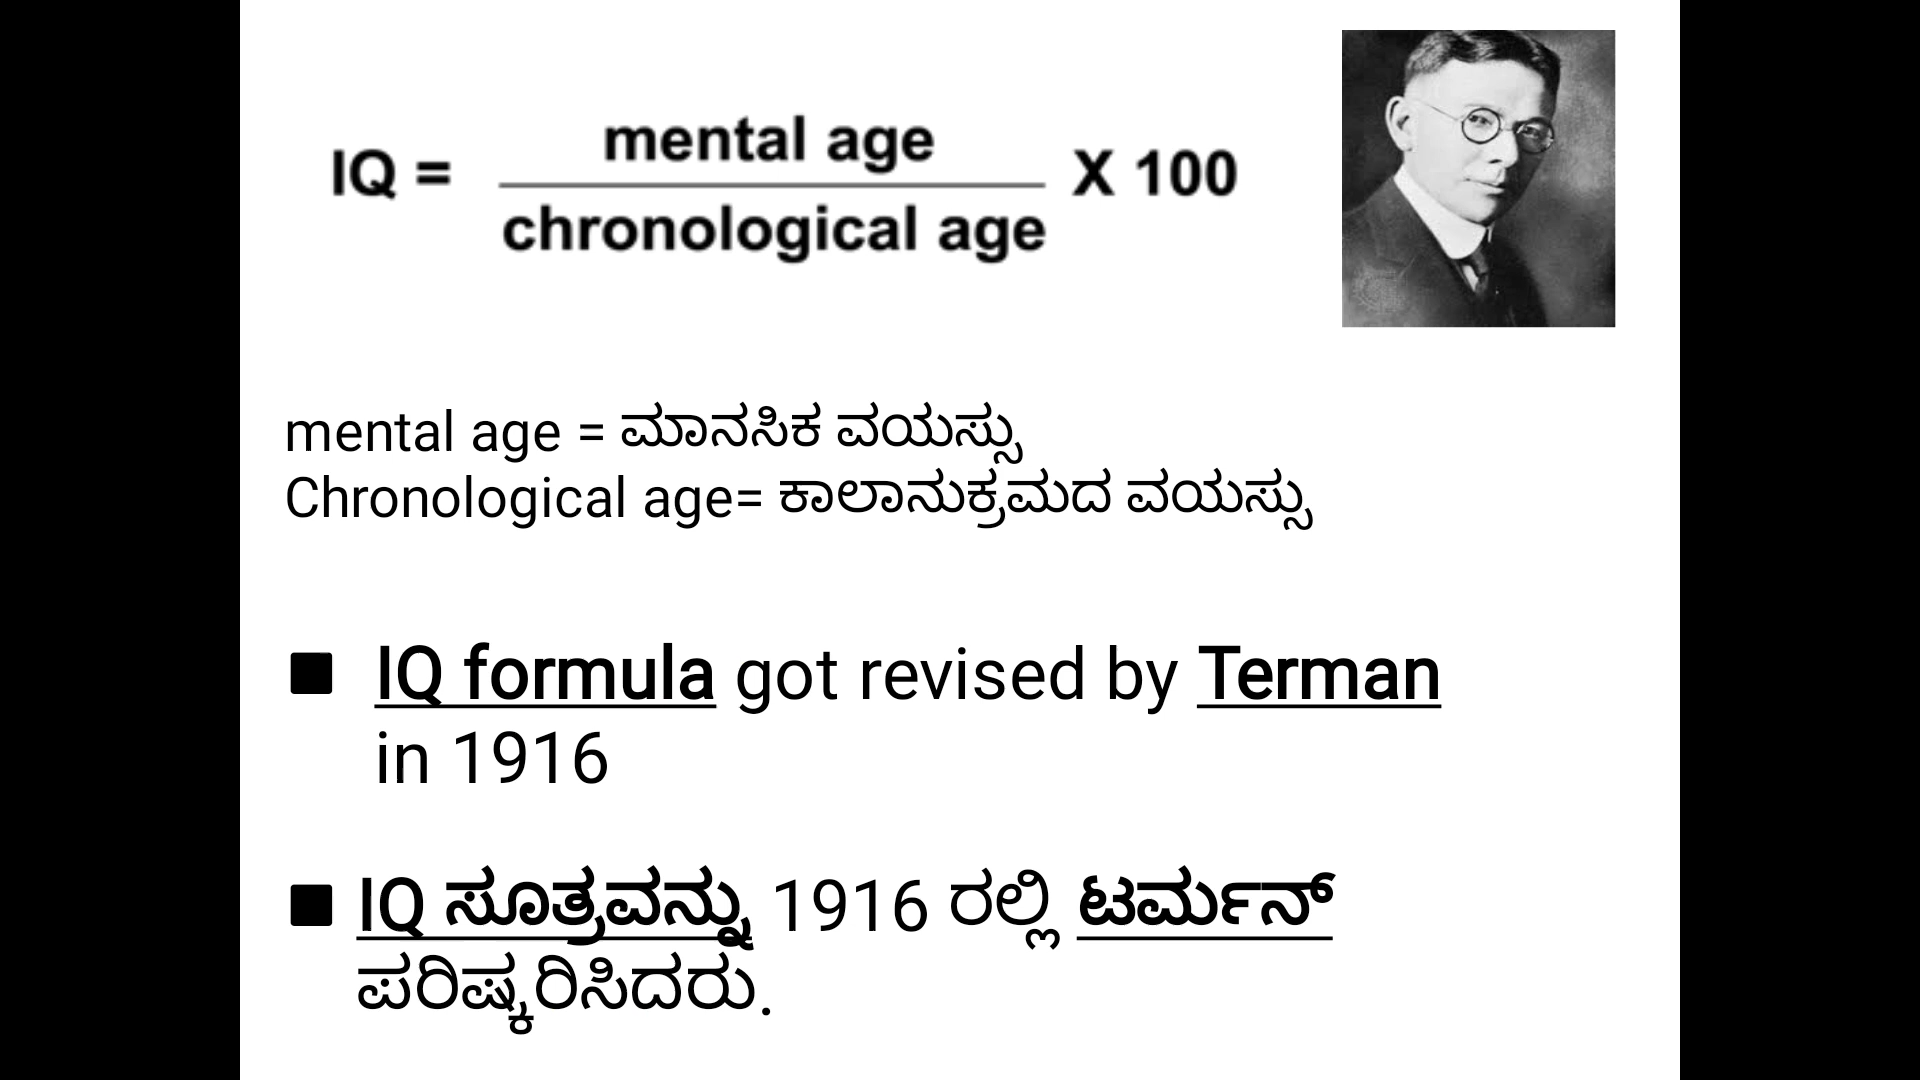 IQ = mental age / chronological age X 100
mental age = ಮಾನಸಿಕ ವಯಸ್ಸು
Chronological age= ಕಾಲಾನುಕ್ರಮದ ವಯಸ್ಸು
■ IQ formula got revised by Terman
in 1916
■ IQ ಸೂತ್ರವನ್ನು 1916 ರಲ್ಲಿ ಟರ್ಮನ್
ಪರಿಷ್ಕರಿಸಿದರು.